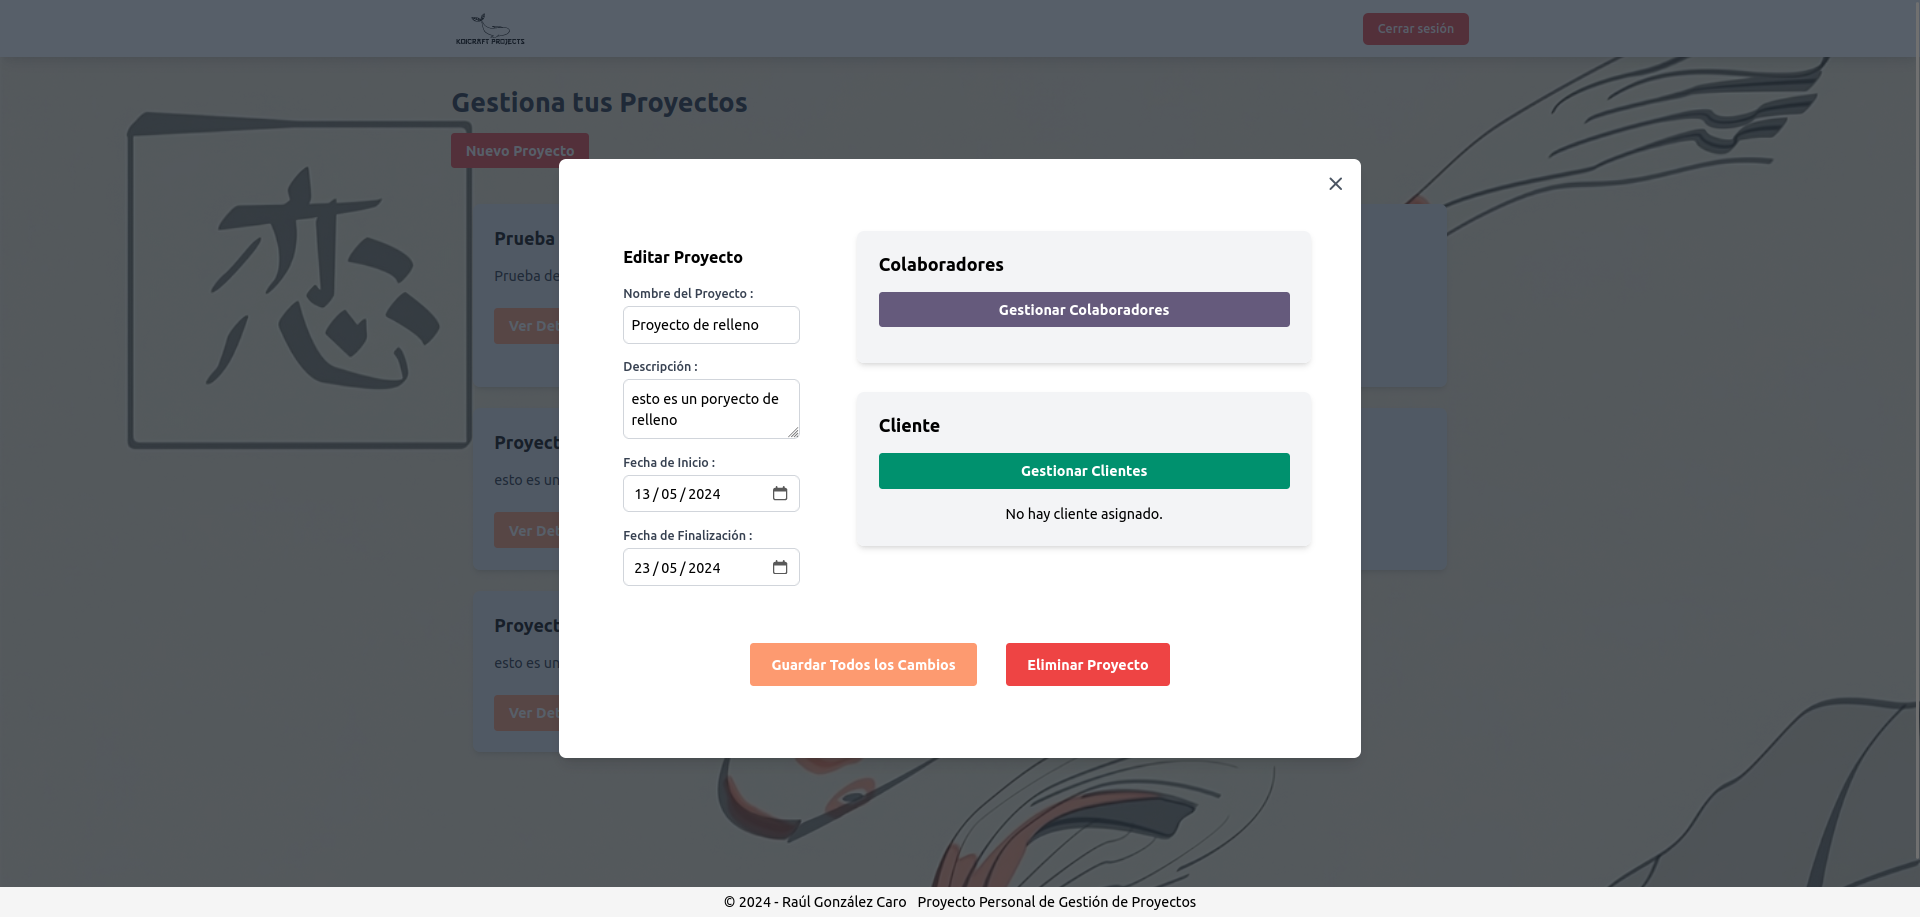 KOICRAFT PROJECTS
Cerrar sesión
Gestiona tus Proyectos
Nuevo Proyecto
恋
Prueba
Prueba de
Ver Det
Proyect
esto es un
Ver Det
Proyect
esto es un
Ver Det
Editar Proyecto
Nombre del Proyecto :
Proyecto de relleno
Descripción :
esto es un poryecto de
relleno
Fecha de Inicio :
13/05/2024
Fecha de Finalización :
23/05/2024
Colaboradores
Gestionar Colaboradores
Cliente
Gestionar Clientes
No hay cliente asignado.
Guardar Todos los Cambios
Eliminar Proyecto
© 2024 - Raúl González Caro Proyecto Personal de Gestión de Proyectos